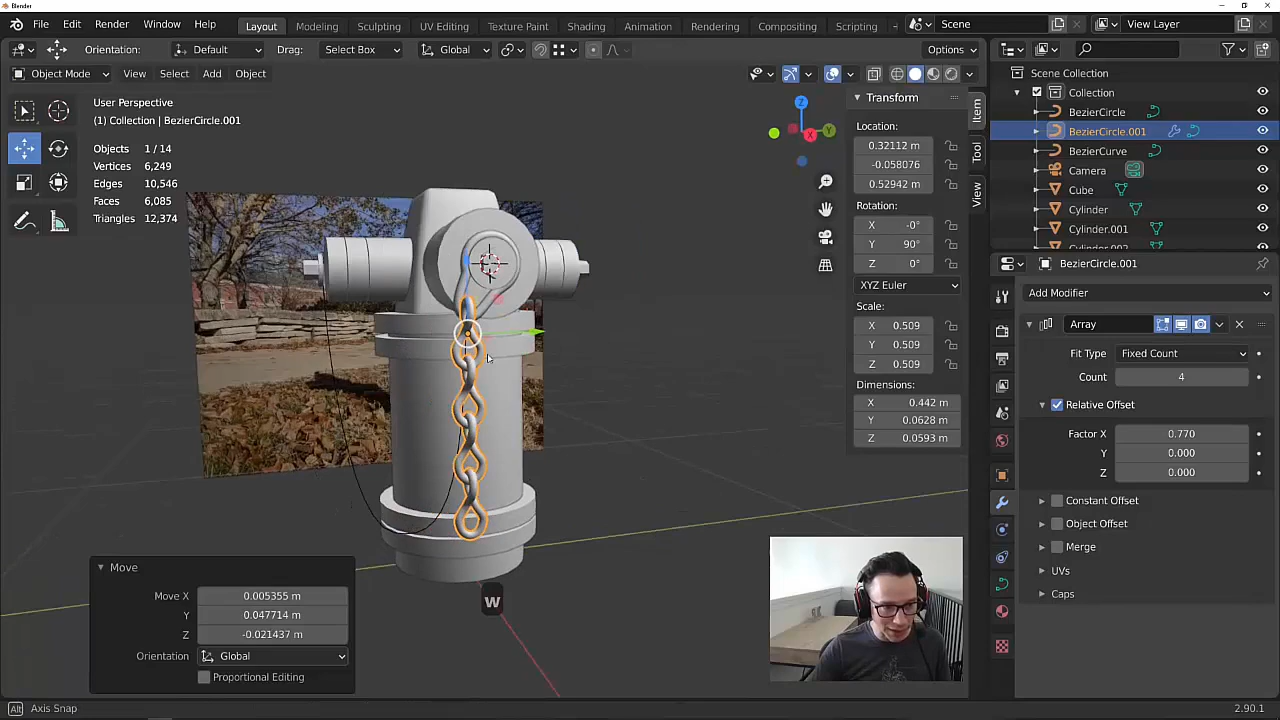 Blender
File Edit Render Window Help Layout Modeling Sculpting UV Editing Texture Paint Shading Animation Rendering Compositing Scripting + Scene View Layer
Orientation: Default Drag: Select Box Global Options
Object Mode View Select Add Object
User Perspective
(1) Collection | BezierCircle.001
Objects 1 / 14
Vertices 6,249
Edges 10,546
Faces 6,085
Triangles 12,374
Z
Y
X
Transform
Location:
0.32112 m
-0.058076
0.52942 m
Rotation:
X -0°
Y 90°
Z 0°
XYZ Euler
Scale:
X 0.509
Y 0.509
Z 0.509
Dimensions:
X 0.442 m
Y 0.0628 m
Z 0.0593 m
Item
Tool
View
Scene Collection
Collection
BezierCircle
BezierCircle.001
BezierCurve
Camera
Cube
Cylinder
Cylinder.001
Cylinder.002
BezierCircle.001
Add Modifier
Array
Fit Type Fixed Count
Count 4
Relative Offset
Factor X 0.770
Y 0.000
Z 0.000
Constant Offset
Object Offset
Merge
UVs
Caps
Move
Move X 0.005355 m
Y 0.047714 m
Z -0.021437 m
Orientation Global
Proportional Editing
W
Alt Axis Snap 2.90.1